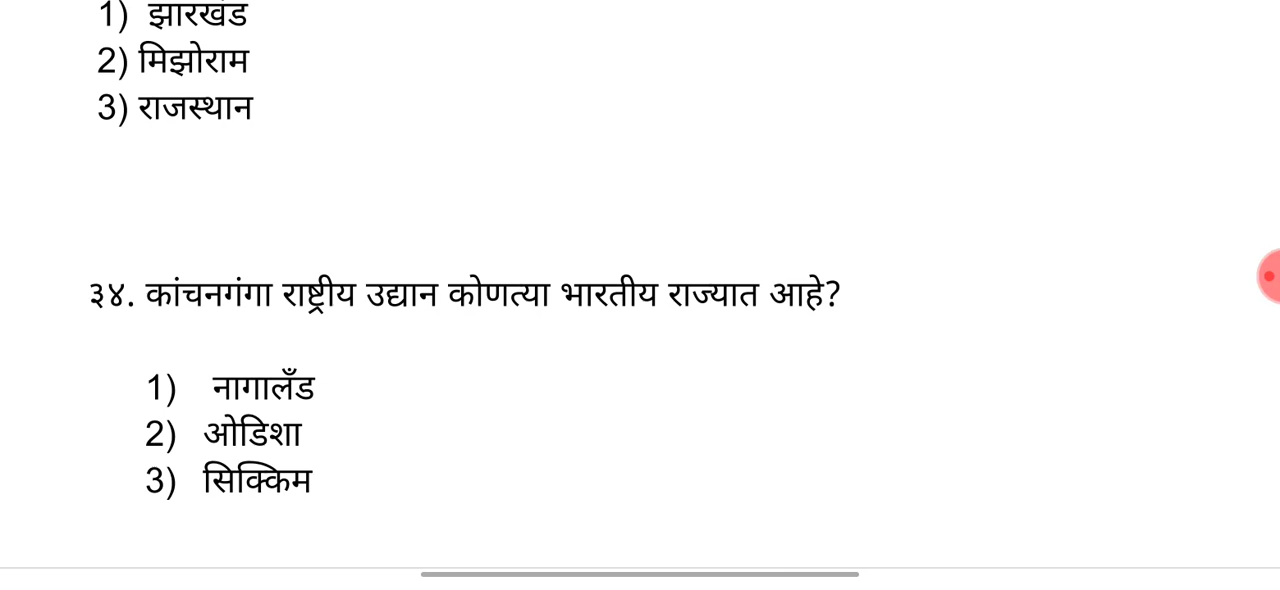 1) झारखंड
2) मिझोराम
3) राजस्थान
३४. कांचनगंगा राष्ट्रीय उद्यान कोणत्या भारतीय राज्यात आहे?
1) नागालँड
2) ओडिशा
3) सिक्किम